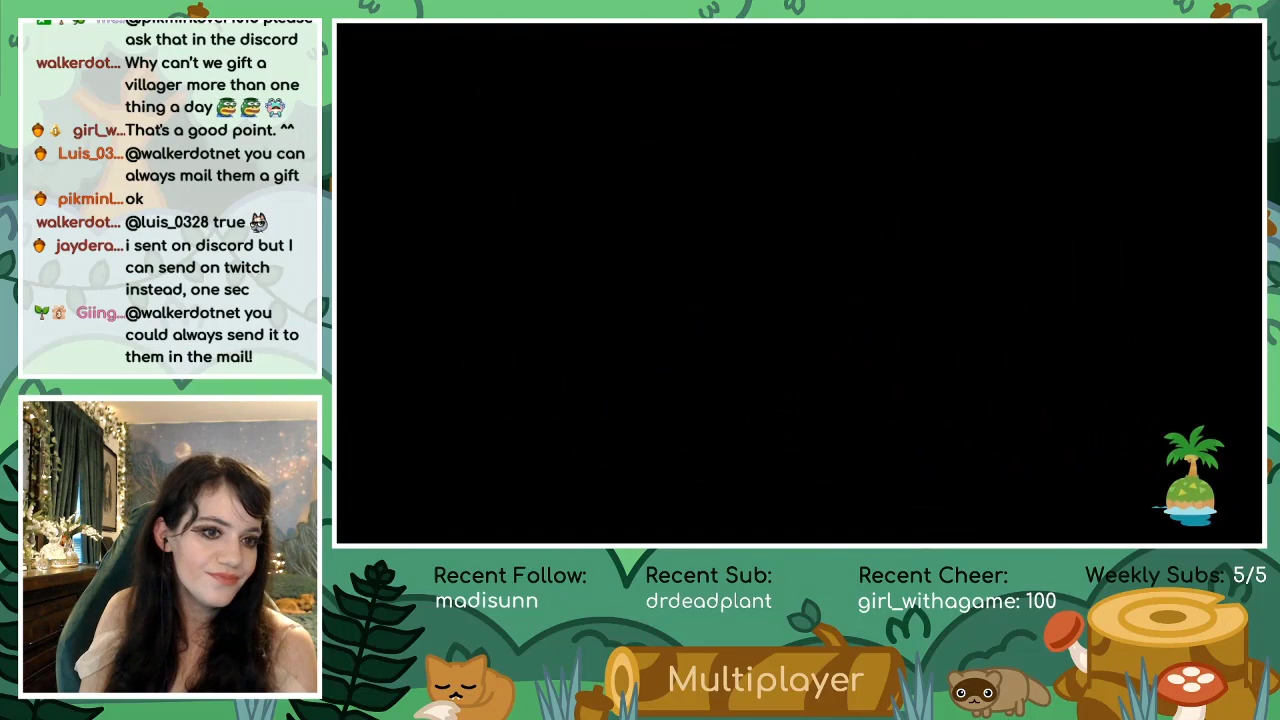 @pikminlover1010 please
ask that in the discord
walkerdot... Why can't we gift a
villager more than one
thing a day
girl_w... That's a good point. ^^
Luis_03... @walkerdotnet you can
always mail them a gift
pikminl... ok
walkerdot... @luis_0328 true
jaydera... i sent on discord but I
can send on twitch
instead, one sec
Giing... @walkerdotnet you
could always send it to
them in the mail!
Recent Follow:
madisunn
Recent Sub:
drdeadplant
Recent Cheer:
girl_withagame: 100
Weekly Subs: 5/5
Multiplayer